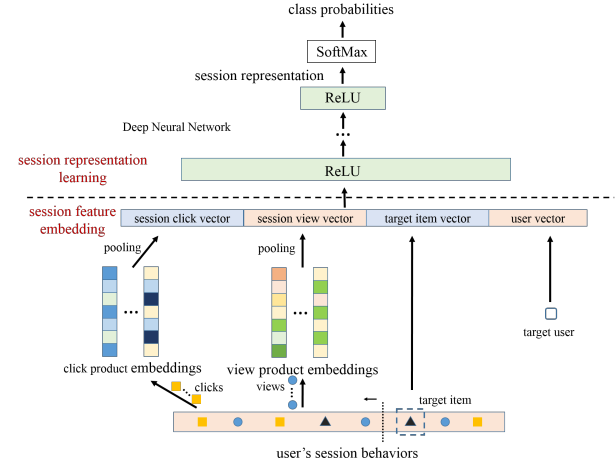 class probabilities
SoftMax
session representation
ReLU
Deep Neural Network
...
session representation
learning
ReLU
session feature
embedding
session click vector
session view vector
target item vector
user vector
pooling
pooling
...
...
target user
click product embeddings
view product embeddings
clicks
views
target item
user's session behaviors